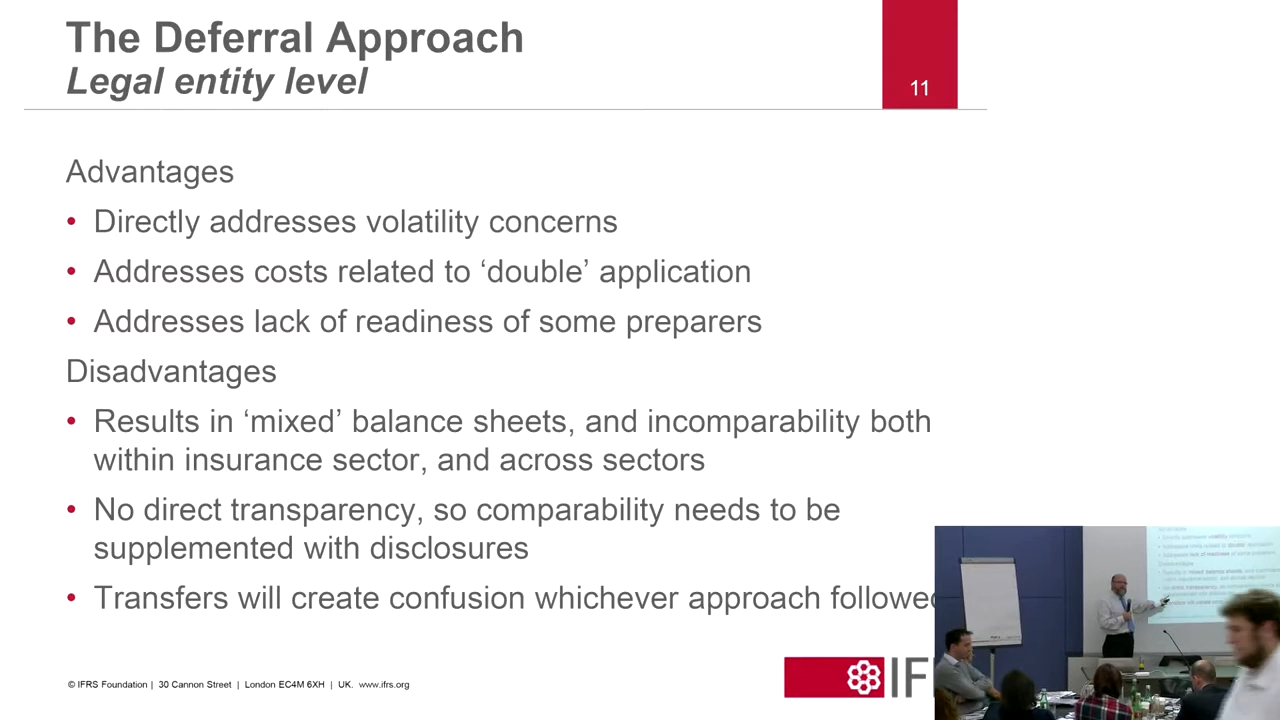 The Deferral Approach
Legal entity level
11
Advantages
• Directly addresses volatility concerns
• Addresses costs related to ‘double’ application
• Addresses lack of readiness of some preparers
Disadvantages
• Results in ‘mixed’ balance sheets, and incomparability both
within insurance sector, and across sectors
• No direct transparency, so comparability needs to be
supplemented with disclosures
• Transfers will create confusion whichever approach followed
© IFRS Foundation | 30 Cannon Street | London EC4M 6XH | UK. www.ifrs.org